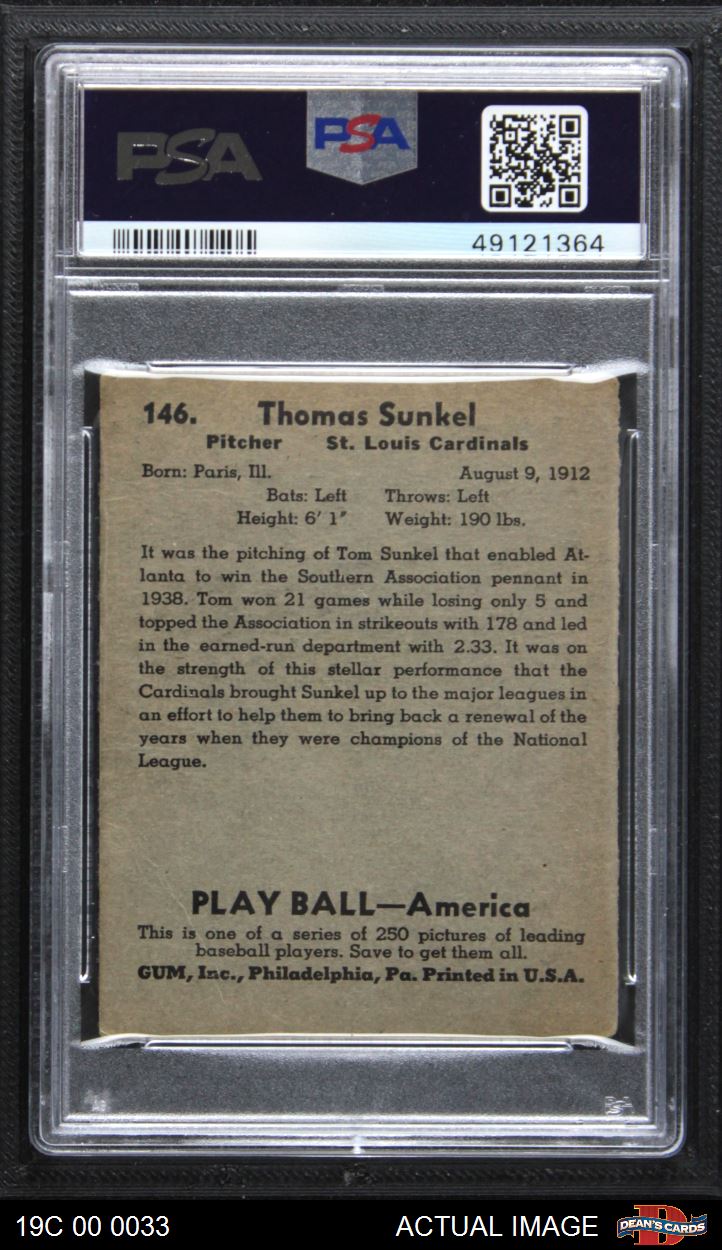 PSA
PSA
49121364
146. Thomas Sunkel
Pitcher St. Louis Cardinals
Born: Paris, Ill. August 9, 1912
Bats: Left Throws: Left
Height: 6' 1" Weight: 190 lbs.
It was the pitching of Tom Sunkel that enabled At-
lanta to win the Southern Association pennant in
1938. Tom won 21 games while losing only 5 and
topped the Association in strikeouts with 178 and led
in the earned-run department with 2.33. It was on
the strength of this stellar performance that the
Cardinals brought Sunkel up to the major leagues in
an effort to help them to bring back a renewal of the
years when they were champions of the National
League.
PLAY BALL—America
This is one of a series of 250 pictures of leading
baseball players. Save to get them all.
GUM, Inc., Philadelphia, Pa. Printed in U.S.A.
PSA
19C 00 0033 ACTUAL IMAGE DEAN'S CARDS